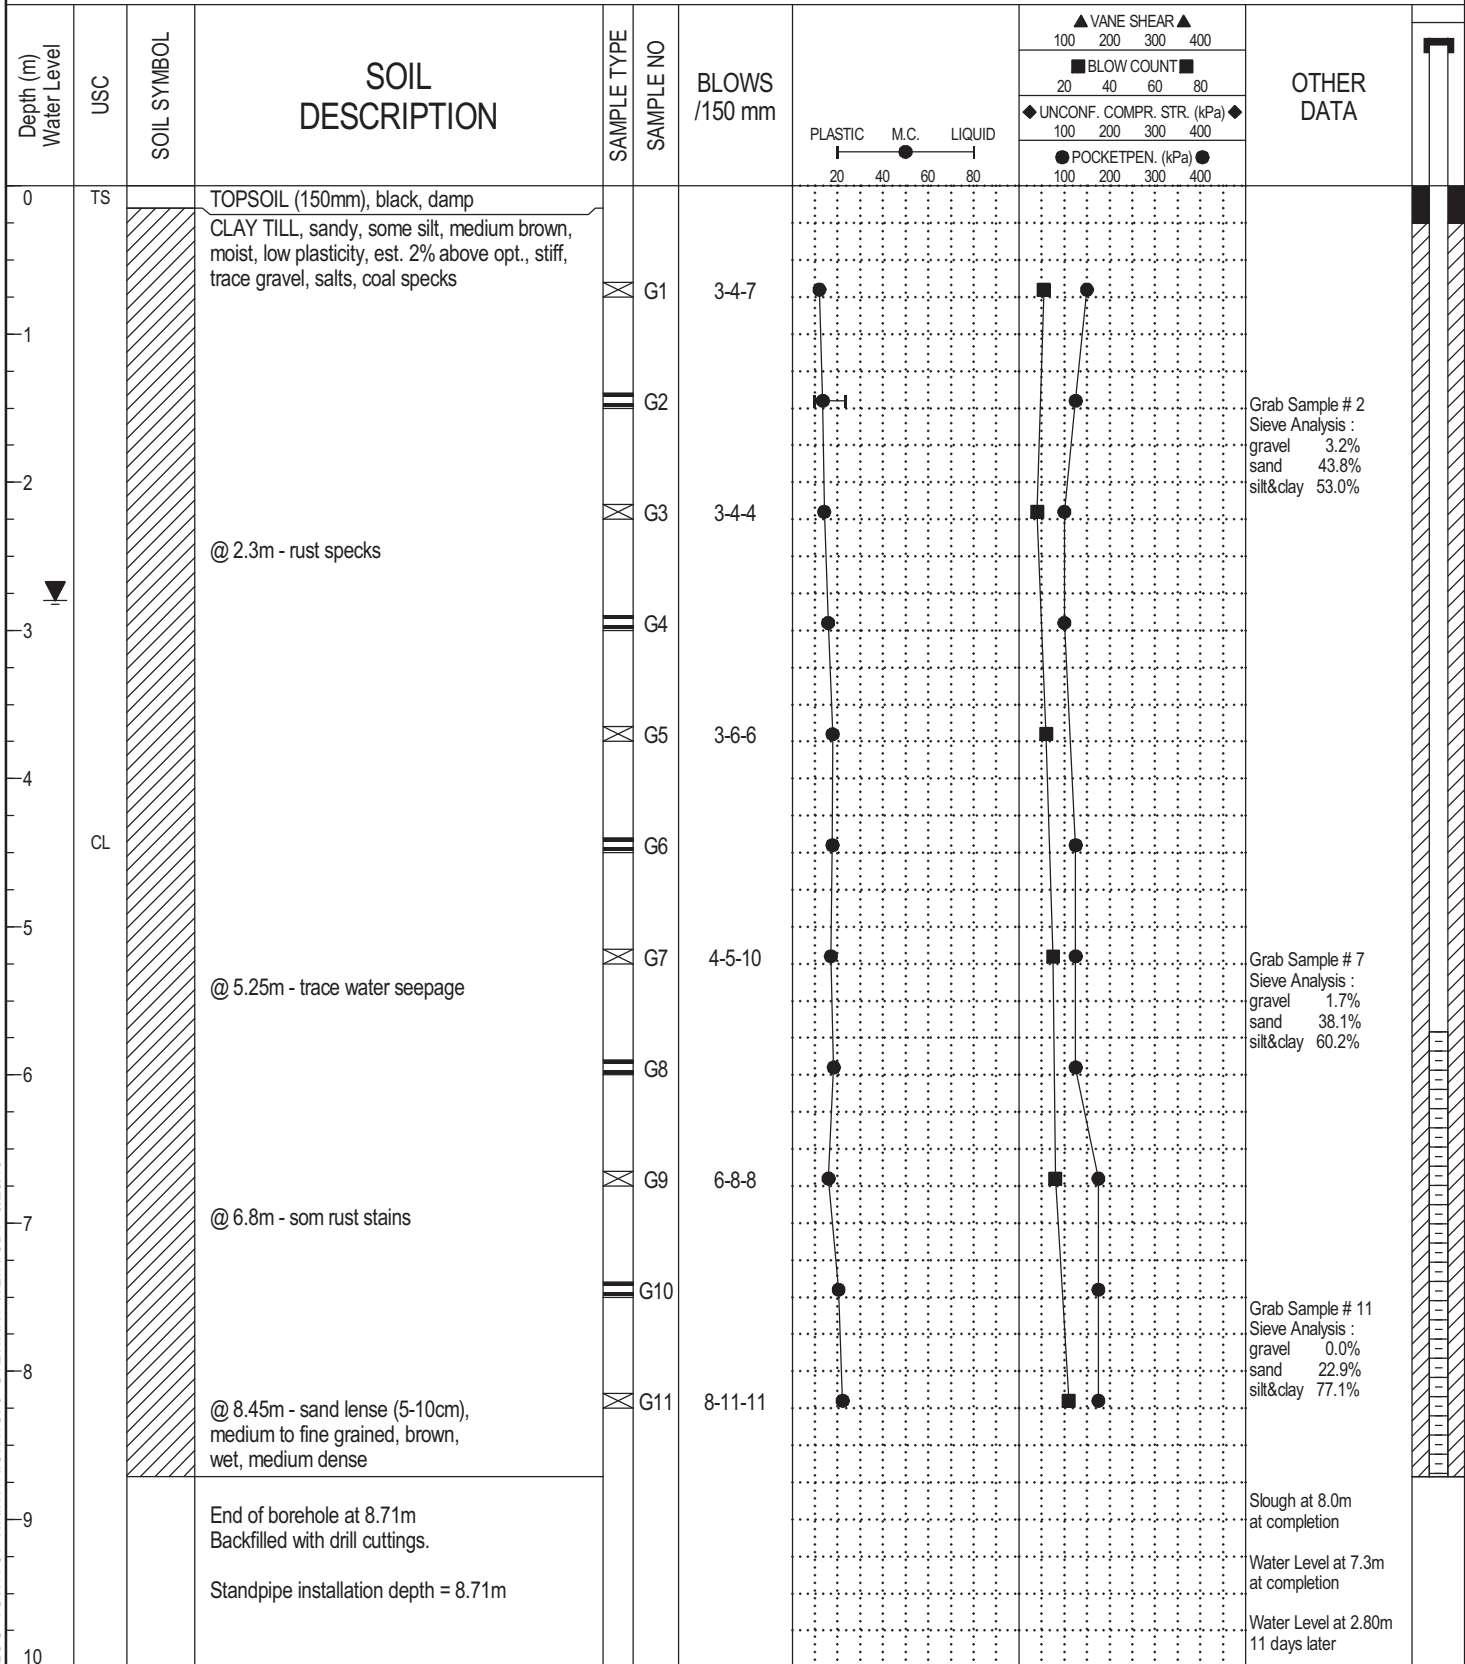 Depth (m)
Water Level
USC
SOIL SYMBOL
SOIL
DESCRIPTION
SAMPLE TYPE
SAMPLE NO
BLOWS
/150 mm
PLASTIC M.C. LIQUID
20 40 60 80
▲ VANE SHEAR ▲
100 200 300 400
■ BLOW COUNT ■
20 40 60 80
◆ UNCONF. COMPR. STR. (kPa) ◆
100 200 300 400
● POCKETPEN. (kPa) ●
100 200 300 400
OTHER
DATA
0 TS TOPSOIL (150mm), black, damp
CLAY TILL, sandy, some silt, medium brown,
moist, low plasticity, est. 2% above opt., stiff,
trace gravel, salts, coal specks
G1 3-4-7
1
G2
Grab Sample # 2
Sieve Analysis :
gravel 3.2%
sand 43.8%
silt&clay 53.0%
2
G3 3-4-4
@ 2.3m - rust specks
G4
3
G5 3-6-6
4
CL G6
5
G7 4-5-10
@ 5.25m - trace water seepage
Grab Sample # 7
Sieve Analysis :
gravel 1.7%
sand 38.1%
silt&clay 60.2%
6
G8
G9 6-8-8
7
@ 6.8m - som rust stains
G10
Grab Sample # 11
Sieve Analysis :
gravel 0.0%
sand 22.9%
silt&clay 77.1%
8
G11 8-11-11
@ 8.45m - sand lense (5-10cm),
medium to fine grained, brown,
wet, medium dense
9
End of borehole at 8.71m
Backfilled with drill cuttings.
Standpipe installation depth = 8.71m
Slough at 8.0m
at completion
Water Level at 7.3m
at completion
Water Level at 2.80m
11 days later
10